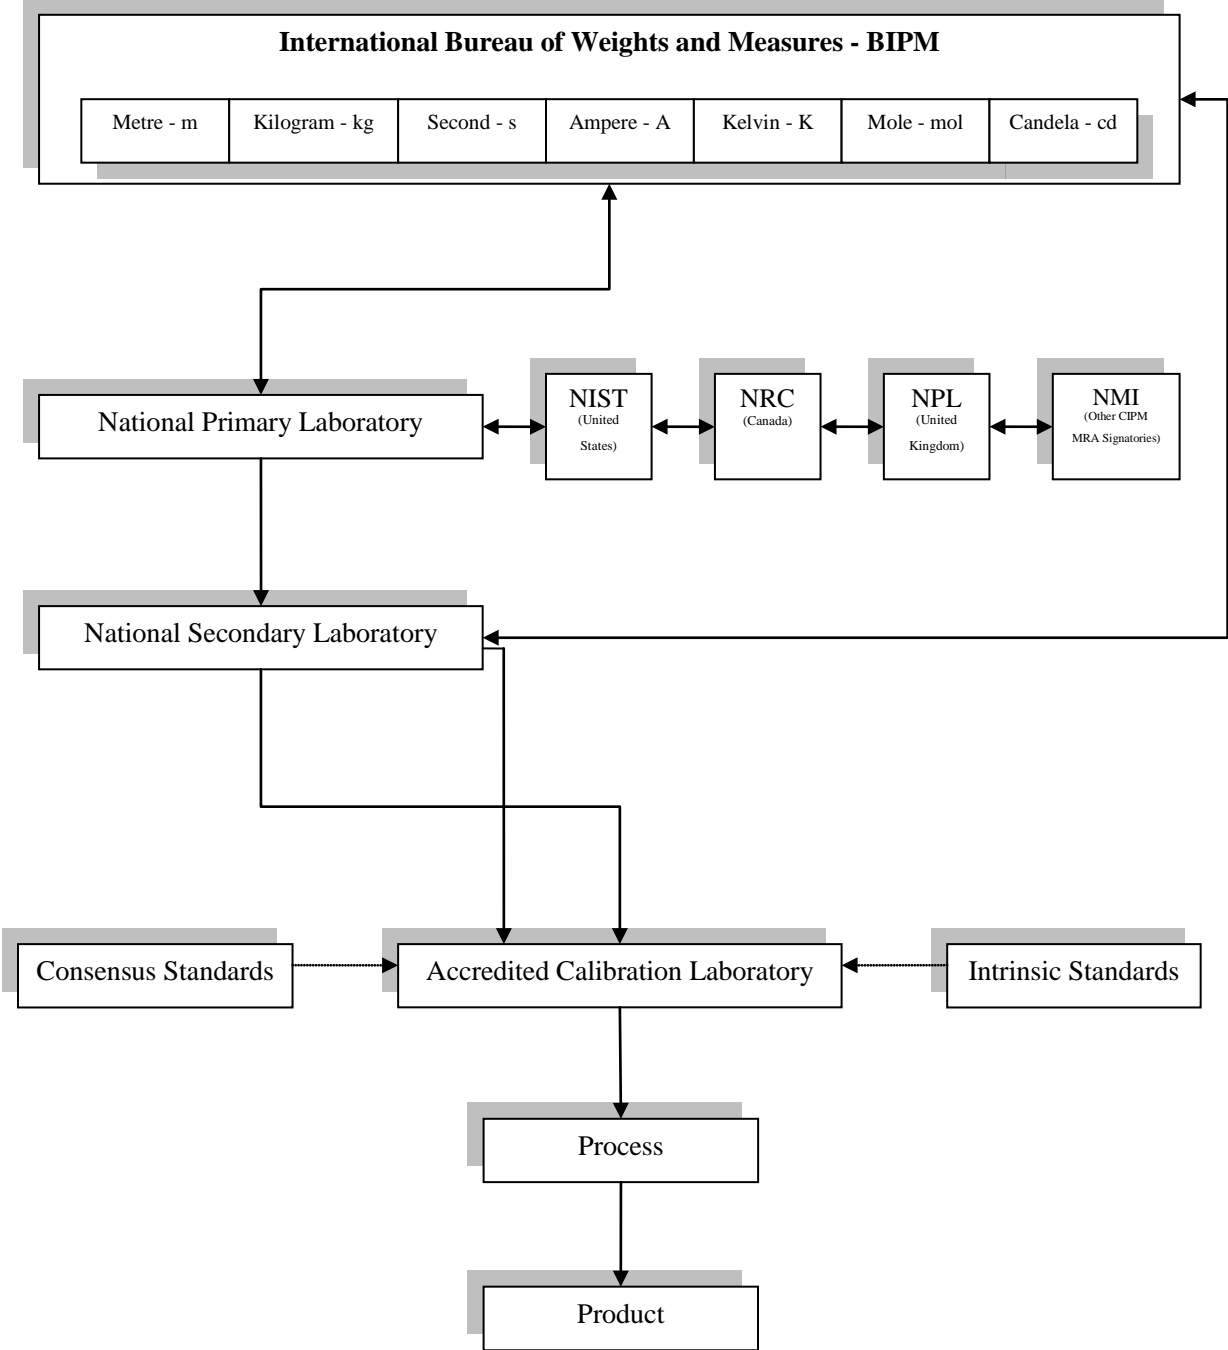 International Bureau of Weights and Measures - BIPM
Metre - m
Kilogram - kg
Second - s
Ampere - A
Kelvin - K
Mole - mol
Candela - cd
National Primary Laboratory
NIST
(United
States)
NRC
(Canada)
NPL
(United
Kingdom)
NMI
(Other CIPM
MRA Signatories)
National Secondary Laboratory
Consensus Standards
Accredited Calibration Laboratory
Intrinsic Standards
Process
Product